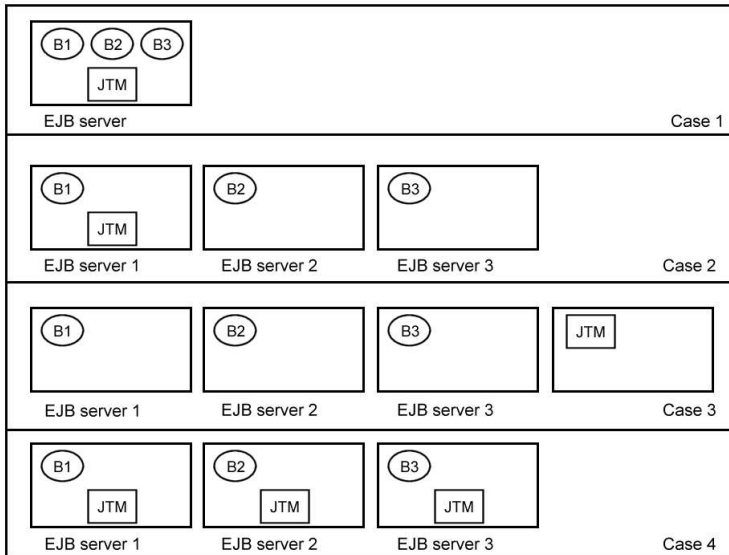 B1 B2 B3
JTM
EJB server Case 1
B1 B2 B3
JTM
EJB server 1 EJB server 2 EJB server 3 Case 2
B1 B2 B3 JTM
EJB server 1 EJB server 2 EJB server 3 Case 3
B1 B2 B3
JTM JTM JTM
EJB server 1 EJB server 2 EJB server 3 Case 4